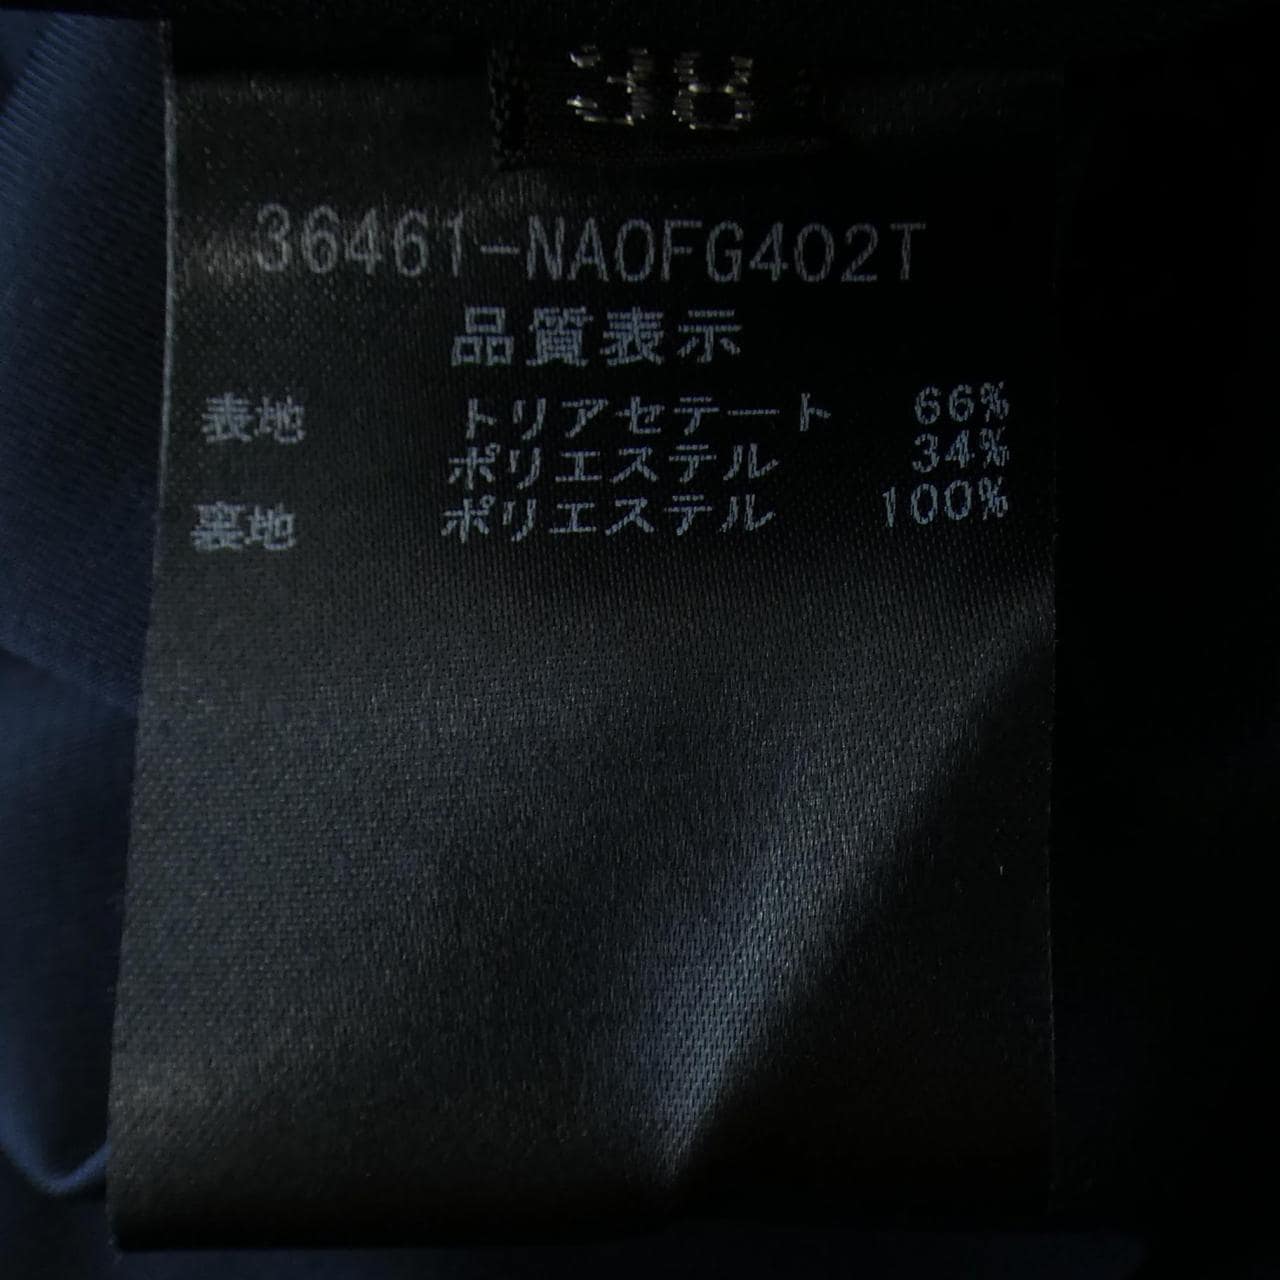 38
36461-NA0FG402T
品質表示
表地 トリアセテート 66%
ポリエステル 34%
裏地 ポリエステル 100%